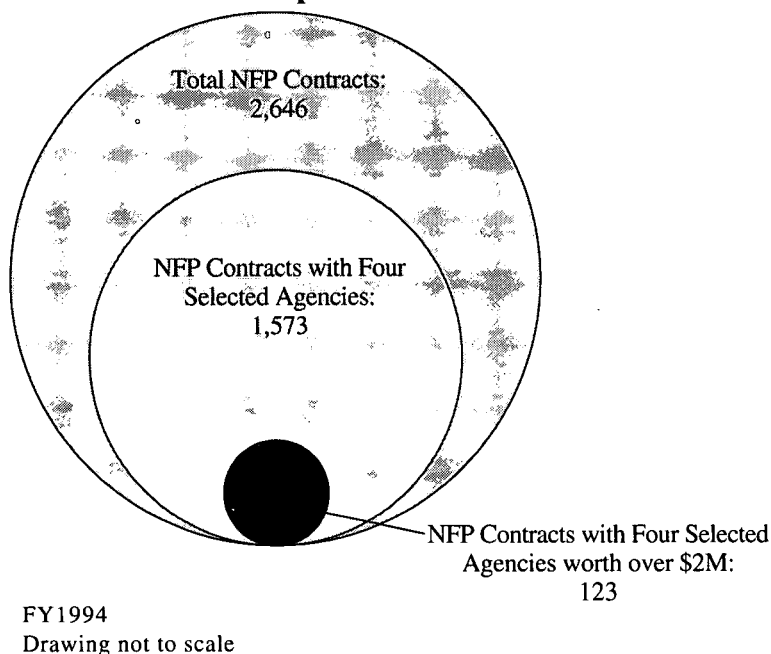 Total NFP Contracts:
2,646
NFP Contracts with Four
Selected Agencies:
1,573
NFP Contracts with Four Selected
Agencies worth over $2M:
123
FY1994
Drawing not to scale